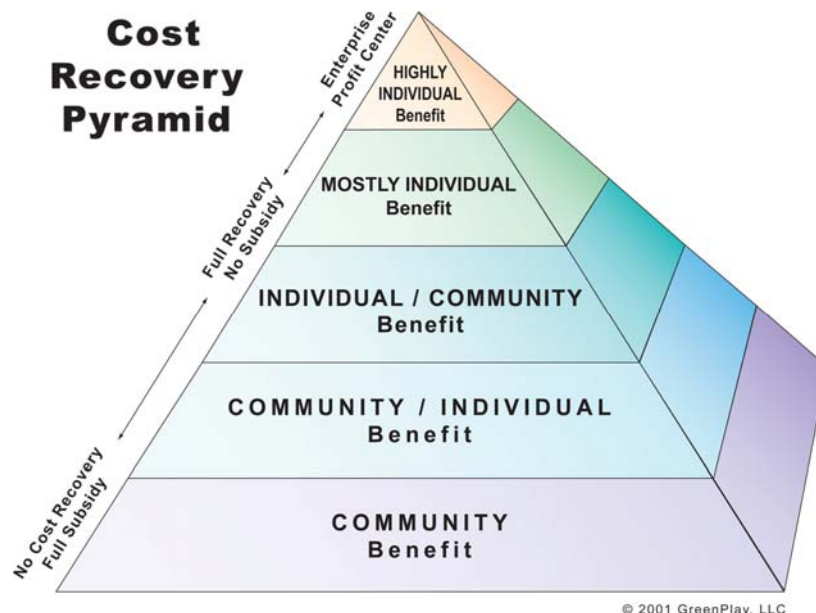 Cost
Recovery
Pyramid
Enterprise
Profit Center
Full Recovery
No Subsidy
No Cost Recovery
Full Subsidy
HIGHLY
INDIVIDUAL
Benefit
MOSTLY INDIVIDUAL
Benefit
INDIVIDUAL / COMMUNITY
Benefit
COMMUNITY / INDIVIDUAL
Benefit
COMMUNITY
Benefit
© 2001 GreenPlay, LLC